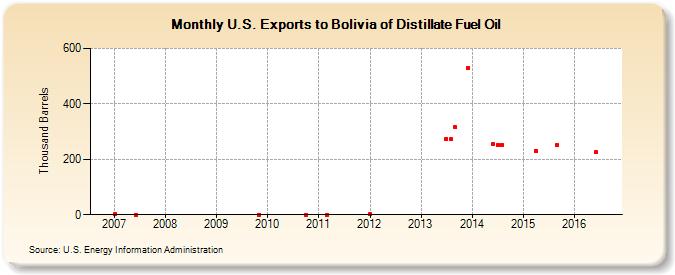 Monthly U.S. Exports to Bolivia of Distillate Fuel Oil
Thousand Barrels
600
400
200
0
2007 2008 2009 2010 2011 2012 2013 2014 2015 2016
Source: U.S. Energy Information Administration